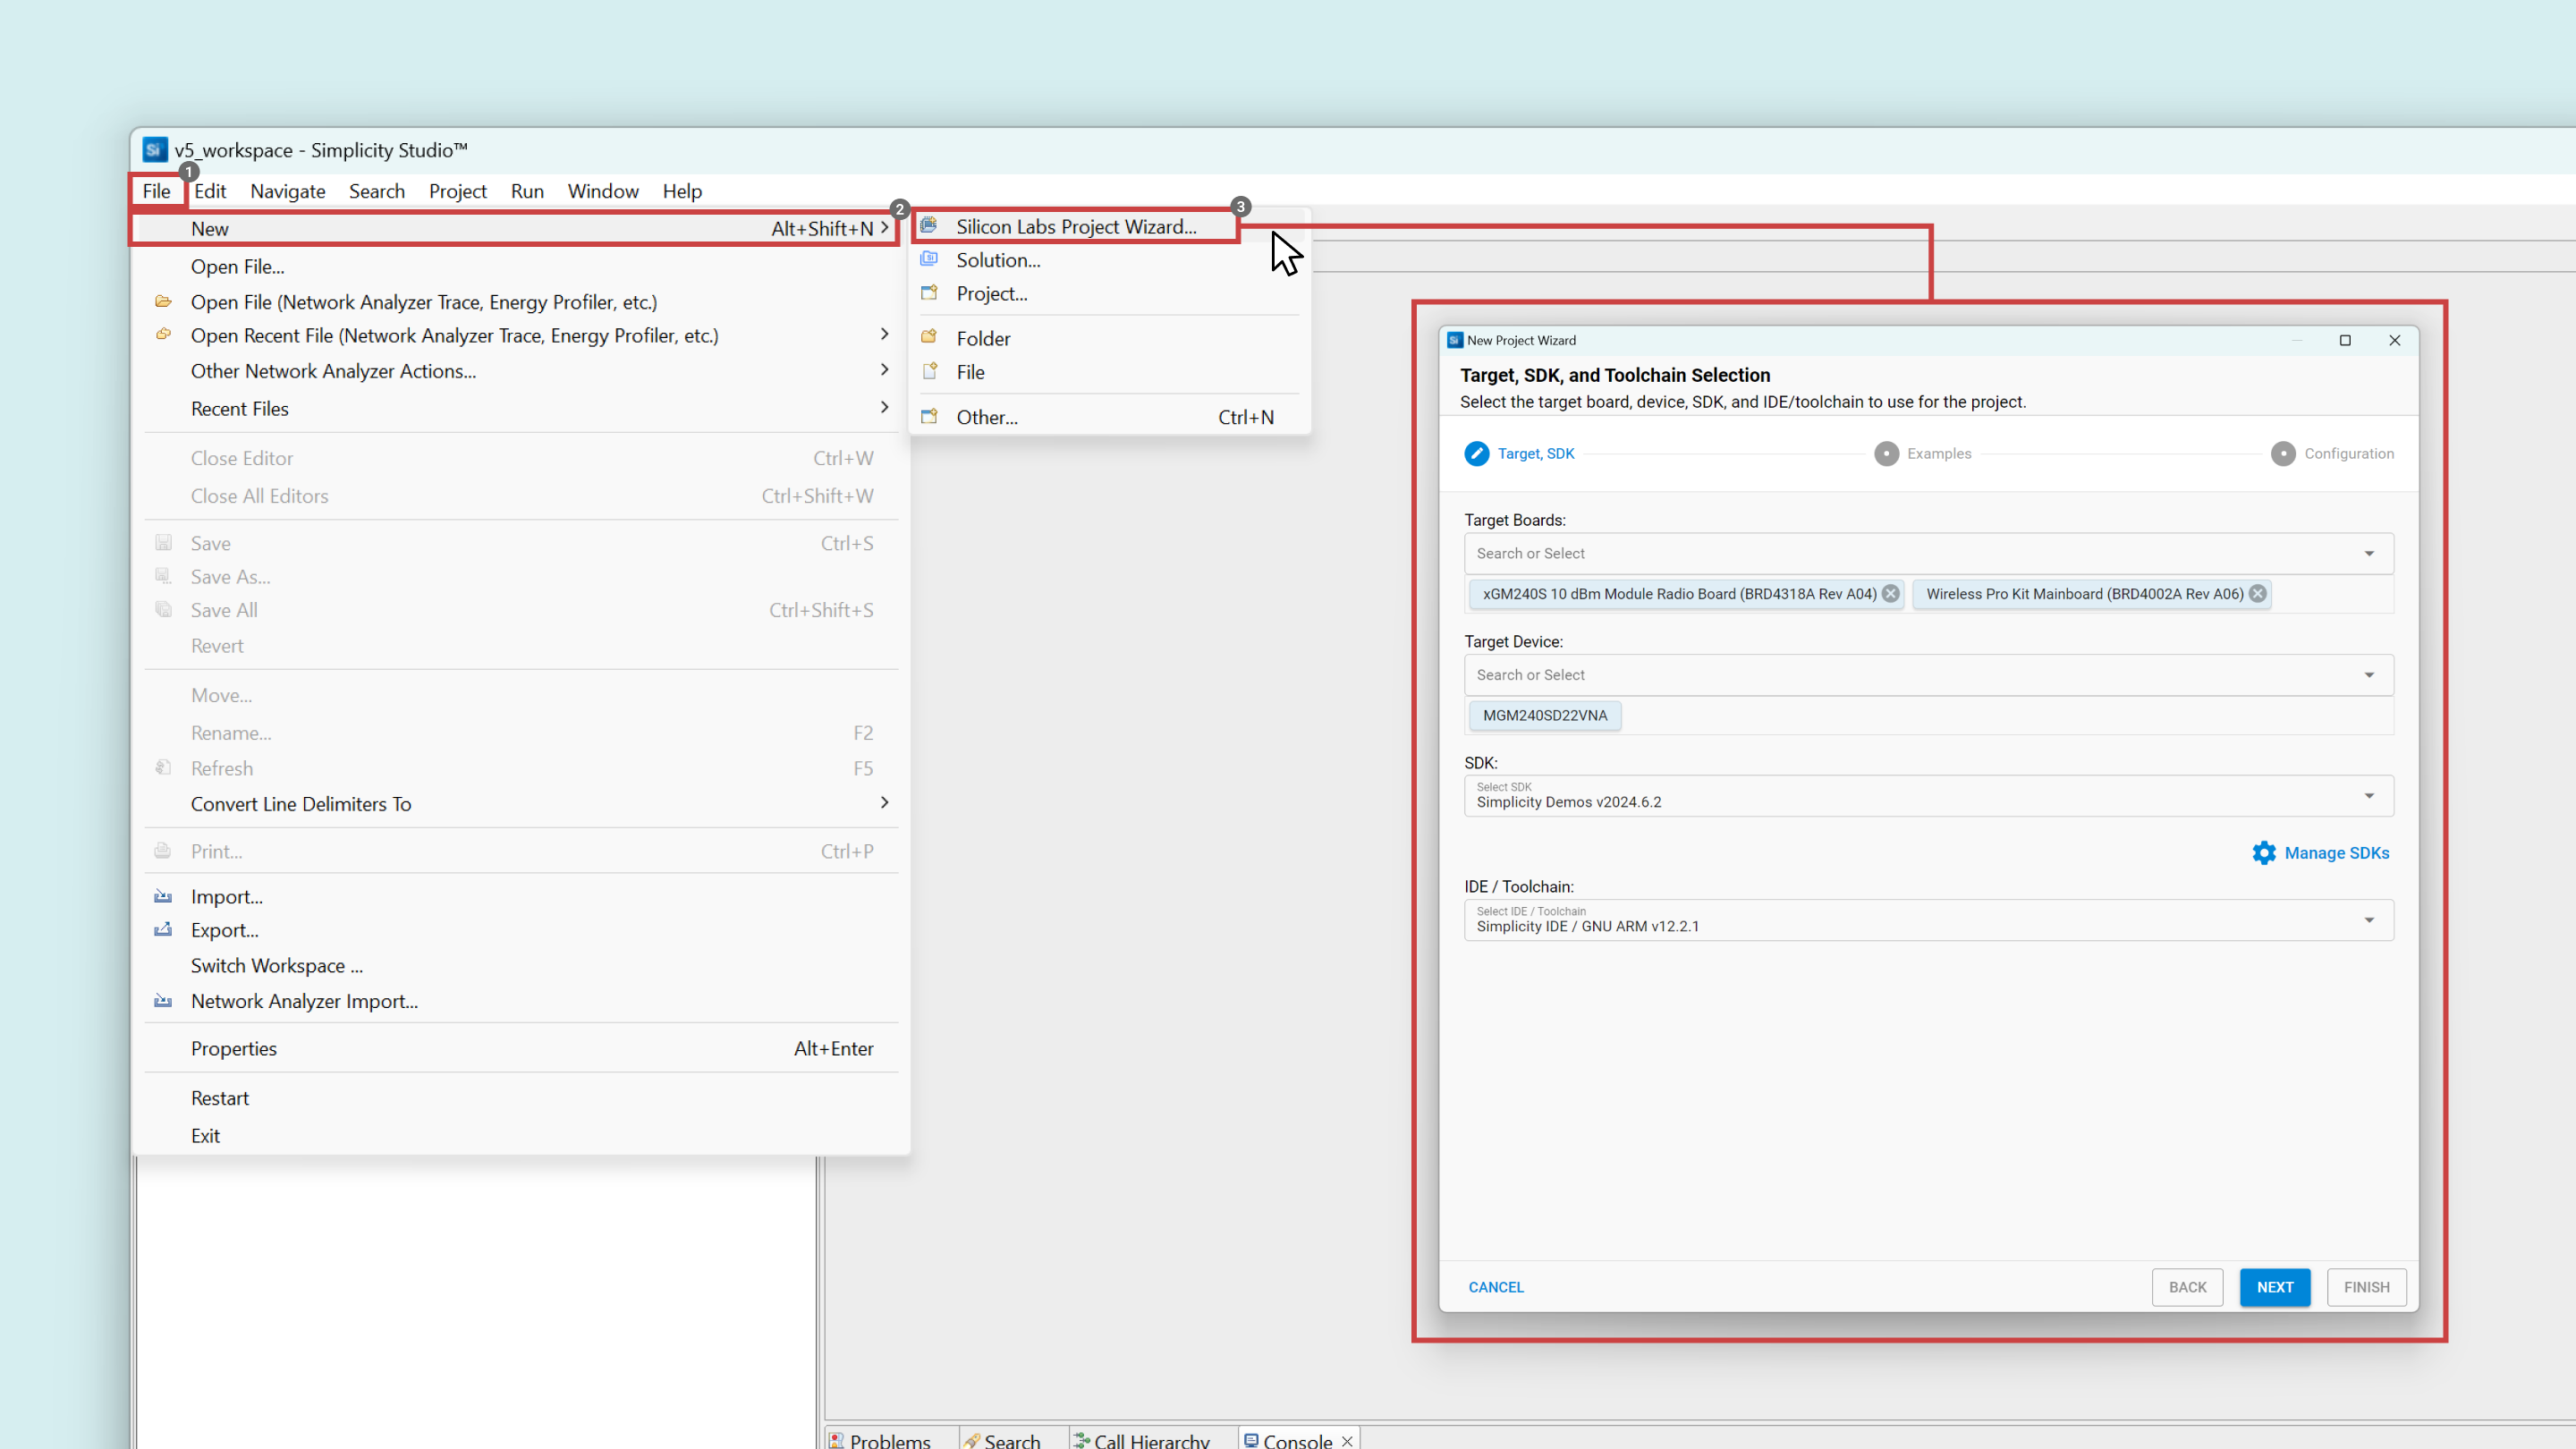 Si v5_workspace - Simplicity Studio™
1
File Edit Navigate Search Project Run Window Help
2
New Alt+Shift+N
Open File...
Open File (Network Analyzer Trace, Energy Profiler, etc.)
Open Recent File (Network Analyzer Trace, Energy Profiler, etc.)
Other Network Analyzer Actions...
Recent Files
Close Editor Ctrl+W
Close All Editors Ctrl+Shift+W
Save Ctrl+S
Save As...
Save All Ctrl+Shift+S
Revert
Move...
Rename... F2
Refresh F5
Convert Line Delimiters To
Print... Ctrl+P
Import...
Export...
Switch Workspace ...
Network Analyzer Import...
Properties Alt+Enter
Restart
Exit
3
Silicon Labs Project Wizard...
Solution...
Project...
Folder
File
Other... Ctrl+N
Si New Project Wizard
Target, SDK, and Toolchain Selection
Select the target board, device, SDK, and IDE/toolchain to use for the project.
Target, SDK Examples Configuration
Target Boards:
Search or Select
xGM240S 10 dBm Module Radio Board (BRD4318A Rev A04) Wireless Pro Kit Mainboard (BRD4002A Rev A06)
Target Device:
Search or Select
MGM240SD22VNA
SDK:
Select SDK
Simplicity Demos v2024.6.2
Manage SDKs
IDE / Toolchain:
Select IDE / Toolchain
Simplicity IDE / GNU ARM v12.2.1
CANCEL BACK NEXT FINISH
Problems Search Call Hierarchy Console